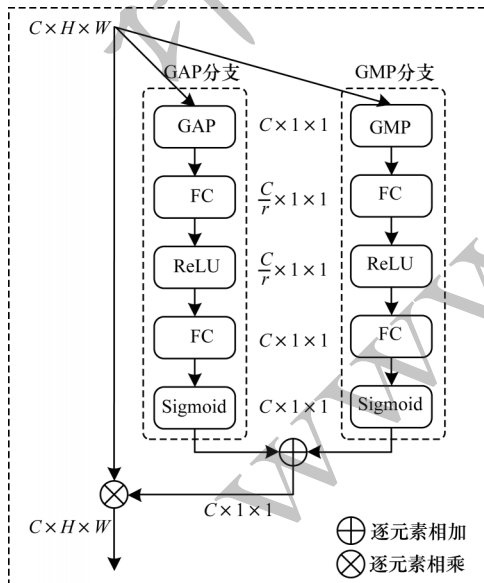 C×H×W
GAP分支
GMP分支
GAP
C×1×1
GMP
FC
C/r×1×1
FC
ReLU
C/r×1×1
ReLU
FC
C×1×1
FC
Sigmoid
C×1×1
Sigmoid
C×1×1
C×H×W
逐元素相加
逐元素相乘